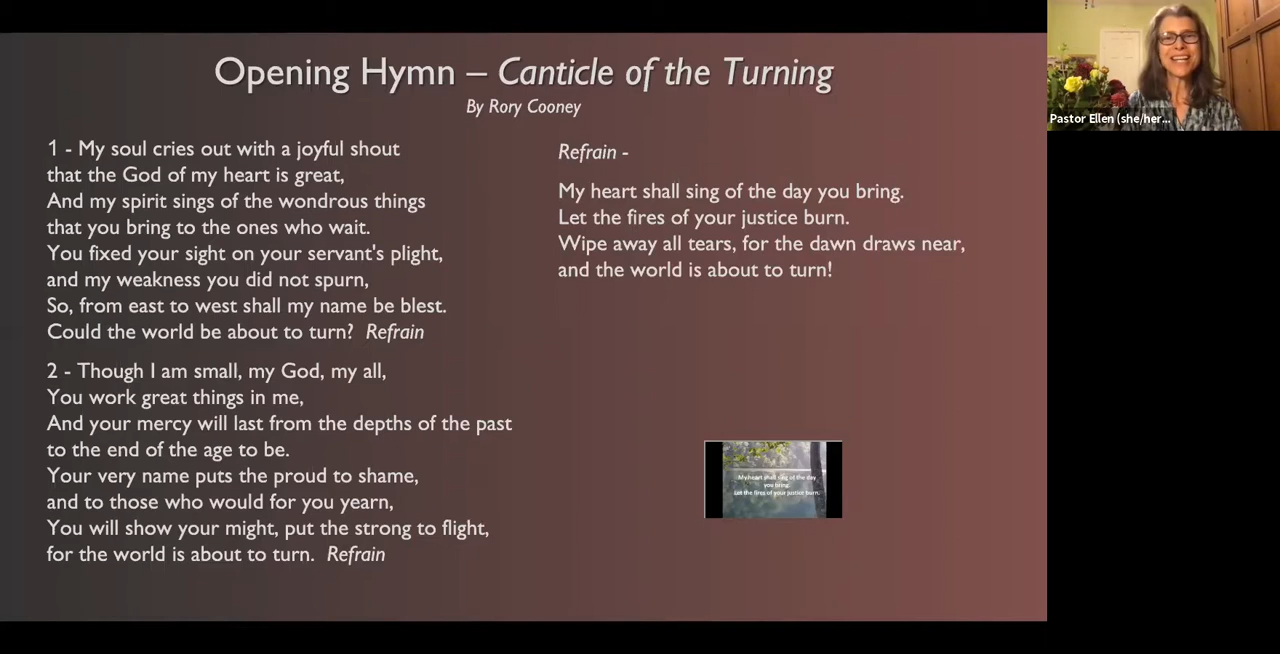 Opening Hymn – Canticle of the Turning
By Rory Cooney
1 - My soul cries out with a joyful shout
that the God of my heart is great,
And my spirit sings of the wondrous things
that you bring to the ones who wait.
You fixed your sight on your servant's plight,
and my weakness you did not spurn,
So, from east to west shall my name be blest.
Could the world be about to turn? Refrain
2 - Though I am small, my God, my all,
You work great things in me,
And your mercy will last from the depths of the past
to the end of the age to be.
Your very name puts the proud to shame,
and to those who would for you yearn,
You will show your might, put the strong to flight,
for the world is about to turn. Refrain
Refrain -
My heart shall sing of the day you bring.
Let the fires of your justice burn.
Wipe away all tears, for the dawn draws near,
and the world is about to turn!
My heart shall sing of the day
you bring.
Let the fires of your justice burn.
Pastor Ellen (she/her...